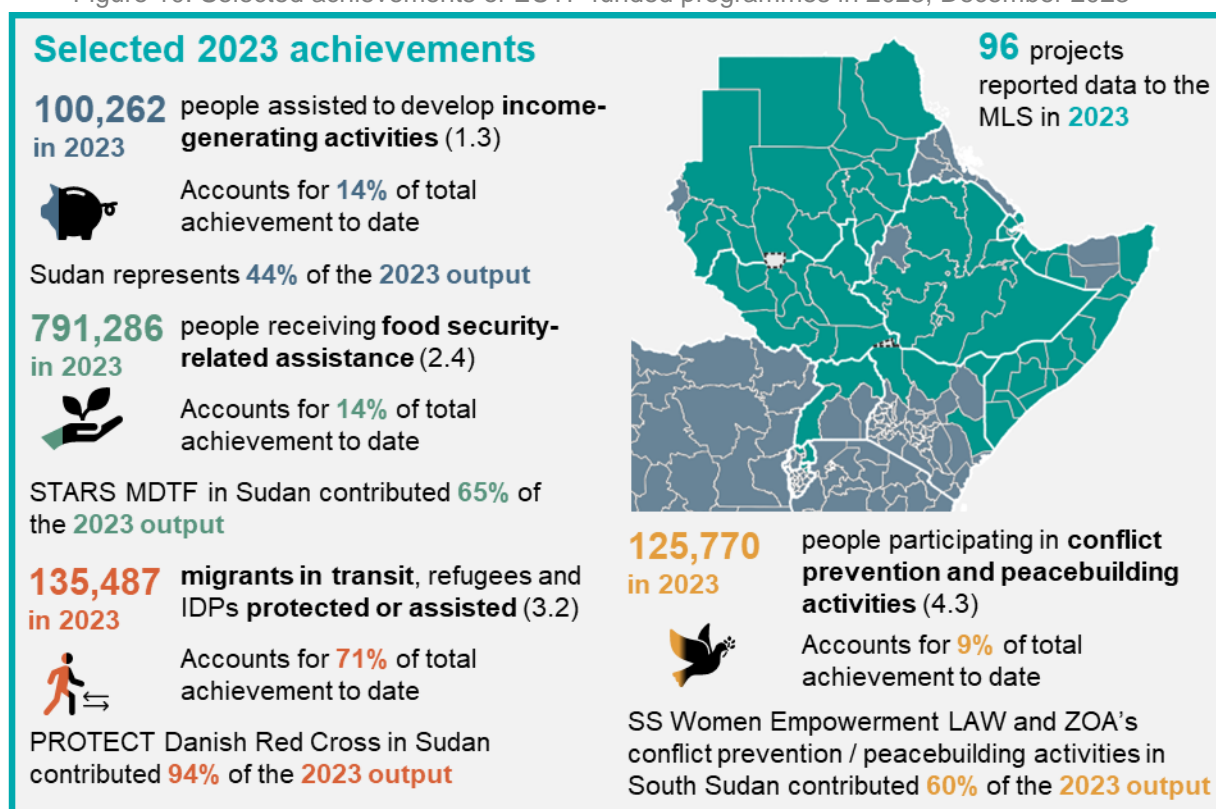 Selected 2023 achievements
100,262
in 2023
people assisted to develop income-
generating activities (1.3)
Accounts for 14% of total
achievement to date
Sudan represents 44% of the 2023 output
791,286
in 2023
people receiving food security-
related assistance (2.4)
Accounts for 14% of total
achievement to date
STARS MDTF in Sudan contributed 65% of
the 2023 output
135,487
in 2023
migrants in transit, refugees and
IDPs protected or assisted (3.2)
Accounts for 71% of total
achievement to date
PROTECT Danish Red Cross in Sudan
contributed 94% of the 2023 output
96 projects
reported data to the
MLS in 2023
125,770
in 2023
people participating in conflict
prevention and peacebuilding
activities (4.3)
Accounts for 9% of total
achievement to date
SS Women Empowerment LAW and ZOA's
conflict prevention / peacebuilding activities in
South Sudan contributed 60% of the 2023 output